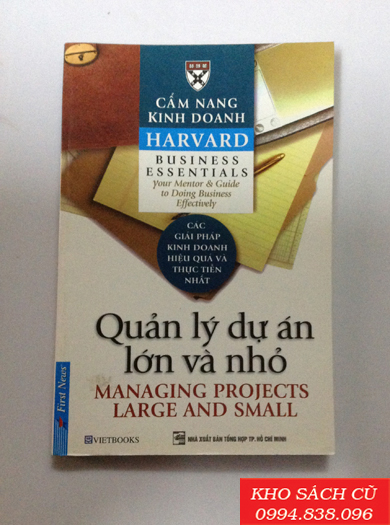 CẨM NANG
KINH DOANH
HARVARD
BUSINESS
ESSENTIALS
Your Mentor & Guide
to Doing Business
Effectively
CÁC
GIẢI PHÁP
KINH DOANH
HIỆU QUẢ VÀ
THỰC TIỄN
NHẤT
Quản lý dự án
lớn và nhỏ
MANAGING PROJECTS
LARGE AND SMALL
First News
VIETBOOKS
NHÀ XUẤT BẢN TỔNG HỢP TP. HỒ CHÍ MINH
KHO SÁCH CŨ
0994.838.096